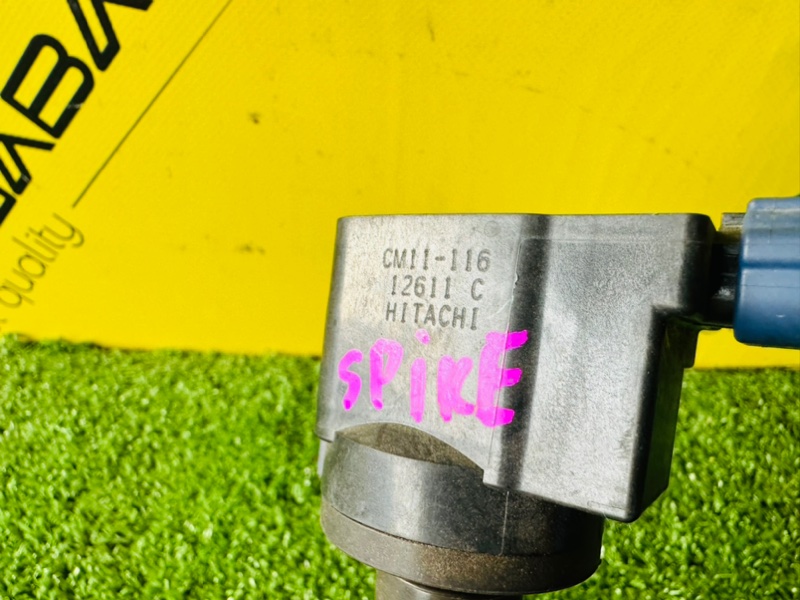 quality
CM11-116
12611 C
HITACHI
SPiKE